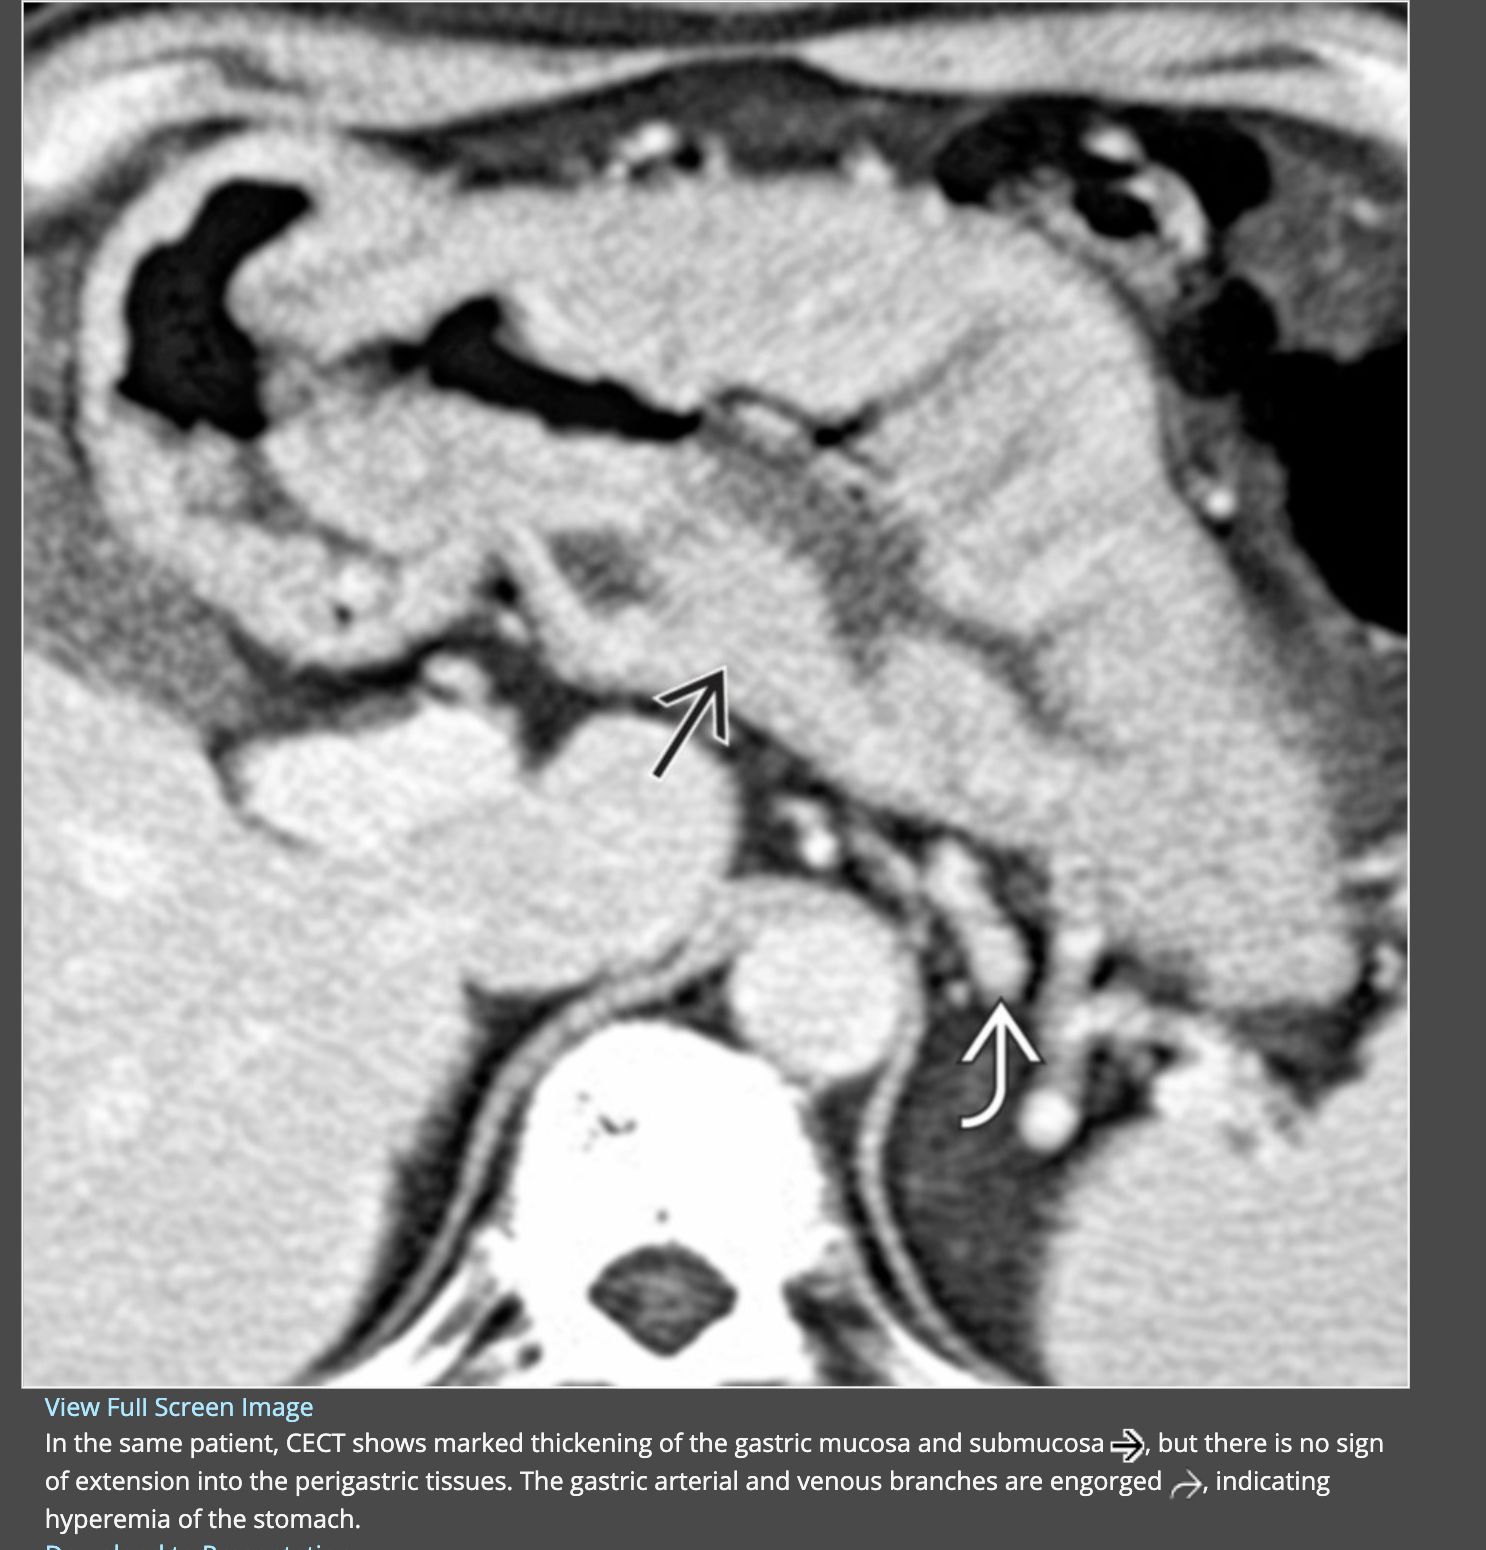 View Full Screen Image
In the same patient, CECT shows marked thickening of the gastric mucosa and submucosa , but there is no sign
of extension into the perigastric tissues. The gastric arterial and venous branches are engorged , indicating
hyperemia of the stomach.